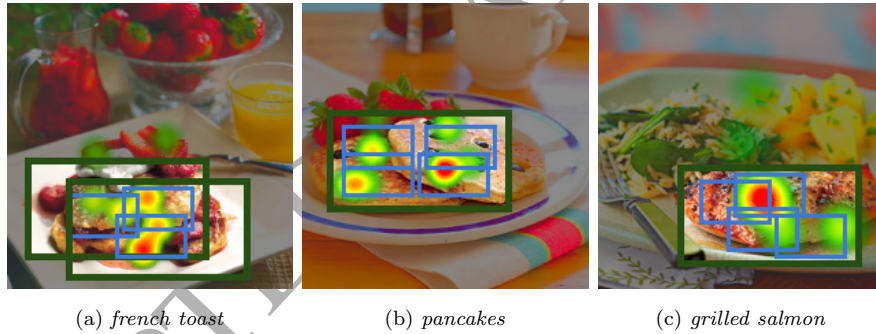 (a) french toast
(b) pancakes
(c) grilled salmon